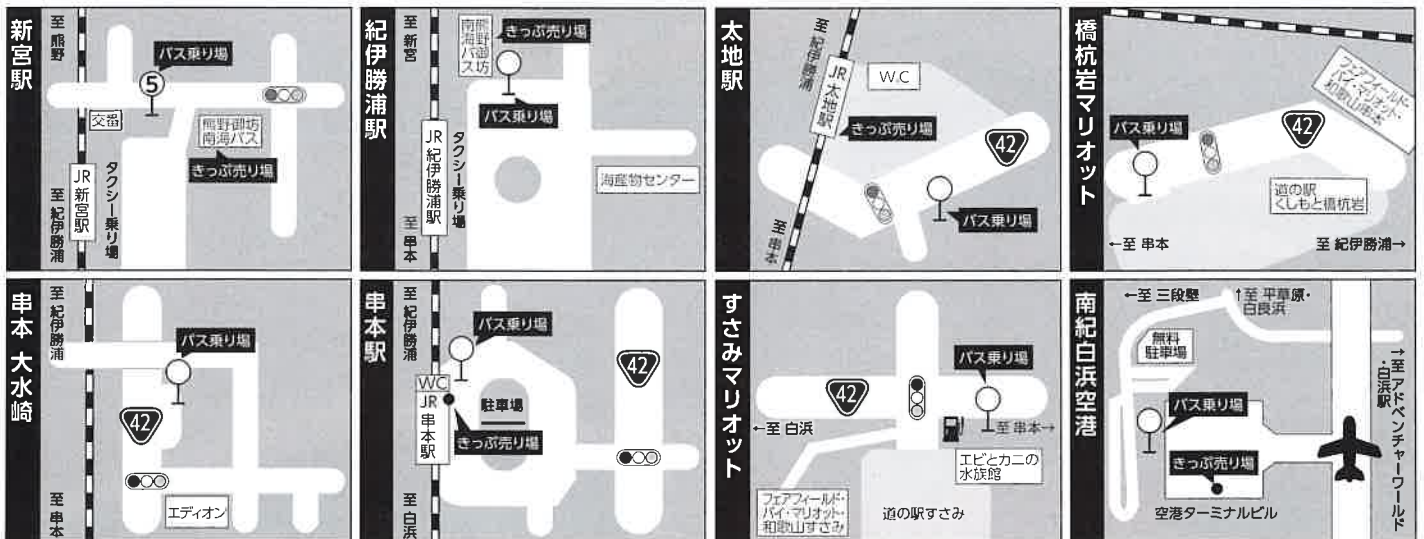 新宮駅
至 熊野
バス乗り場
5
交番
熊野御坊
南海バス
きっぷ売り場
JR 新宮駅
タクシー乗り場
至 紀伊勝浦
紀伊勝浦駅
至 新宮
熊野御坊
南海バス
きっぷ売り場
バス乗り場
JR 紀伊勝浦駅
タクシー乗り場
海産物センター
至 串本
太地駅
至 紀伊勝浦
JR 太地駅
W.C
きっぷ売り場
42
バス乗り場
至 串本
橋杭岩マリオット
フェアフィールド・
バイ・マリオット・
和歌山串本
バス乗り場
42
道の駅
くしもと橋杭岩
←至 串本
至 紀伊勝浦→
串本 大水崎
至 紀伊勝浦
バス乗り場
42
エディオン
至 串本
串本駅
至 紀伊勝浦
バス乗り場
42
WC
JR 串本駅
駐車場
きっぷ売り場
至 白浜
すさみマリオット
バス乗り場
42
←至 白浜
至 串本→
エビとカニの
水族館
フェアフィールド・
バイ・マリオット・
和歌山すさみ
道の駅すさみ
南紀白浜空港
←至 三段壁
↑至 平草原・
白良浜
無料
駐車場
バス乗り場
きっぷ売り場
空港ターミナルビル
→至 アドベンチャーワールド
・白浜駅